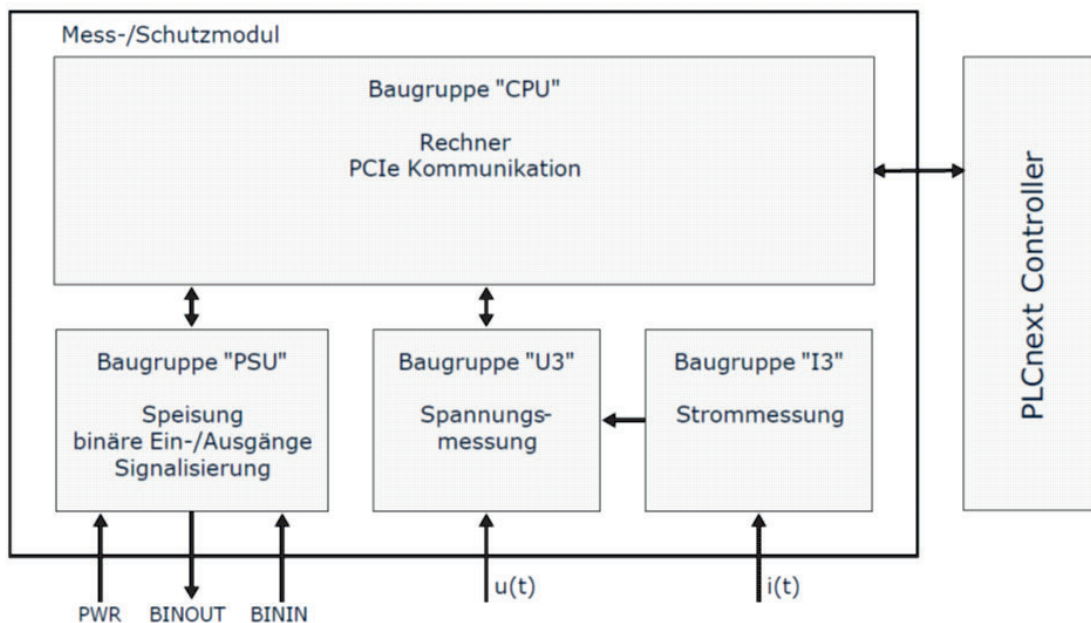 Mess-/Schutzmodul
Baugruppe "CPU"
Rechner
PCIe Kommunikation
PLCnext Controller
Baugruppe "PSU"
Speisung
binäre Ein-/Ausgänge
Signalisierung
Baugruppe "U3"
Spannungs-
messung
Baugruppe "I3"
Strommessung
PWR
BINOUT
BININ
u(t)
i(t)